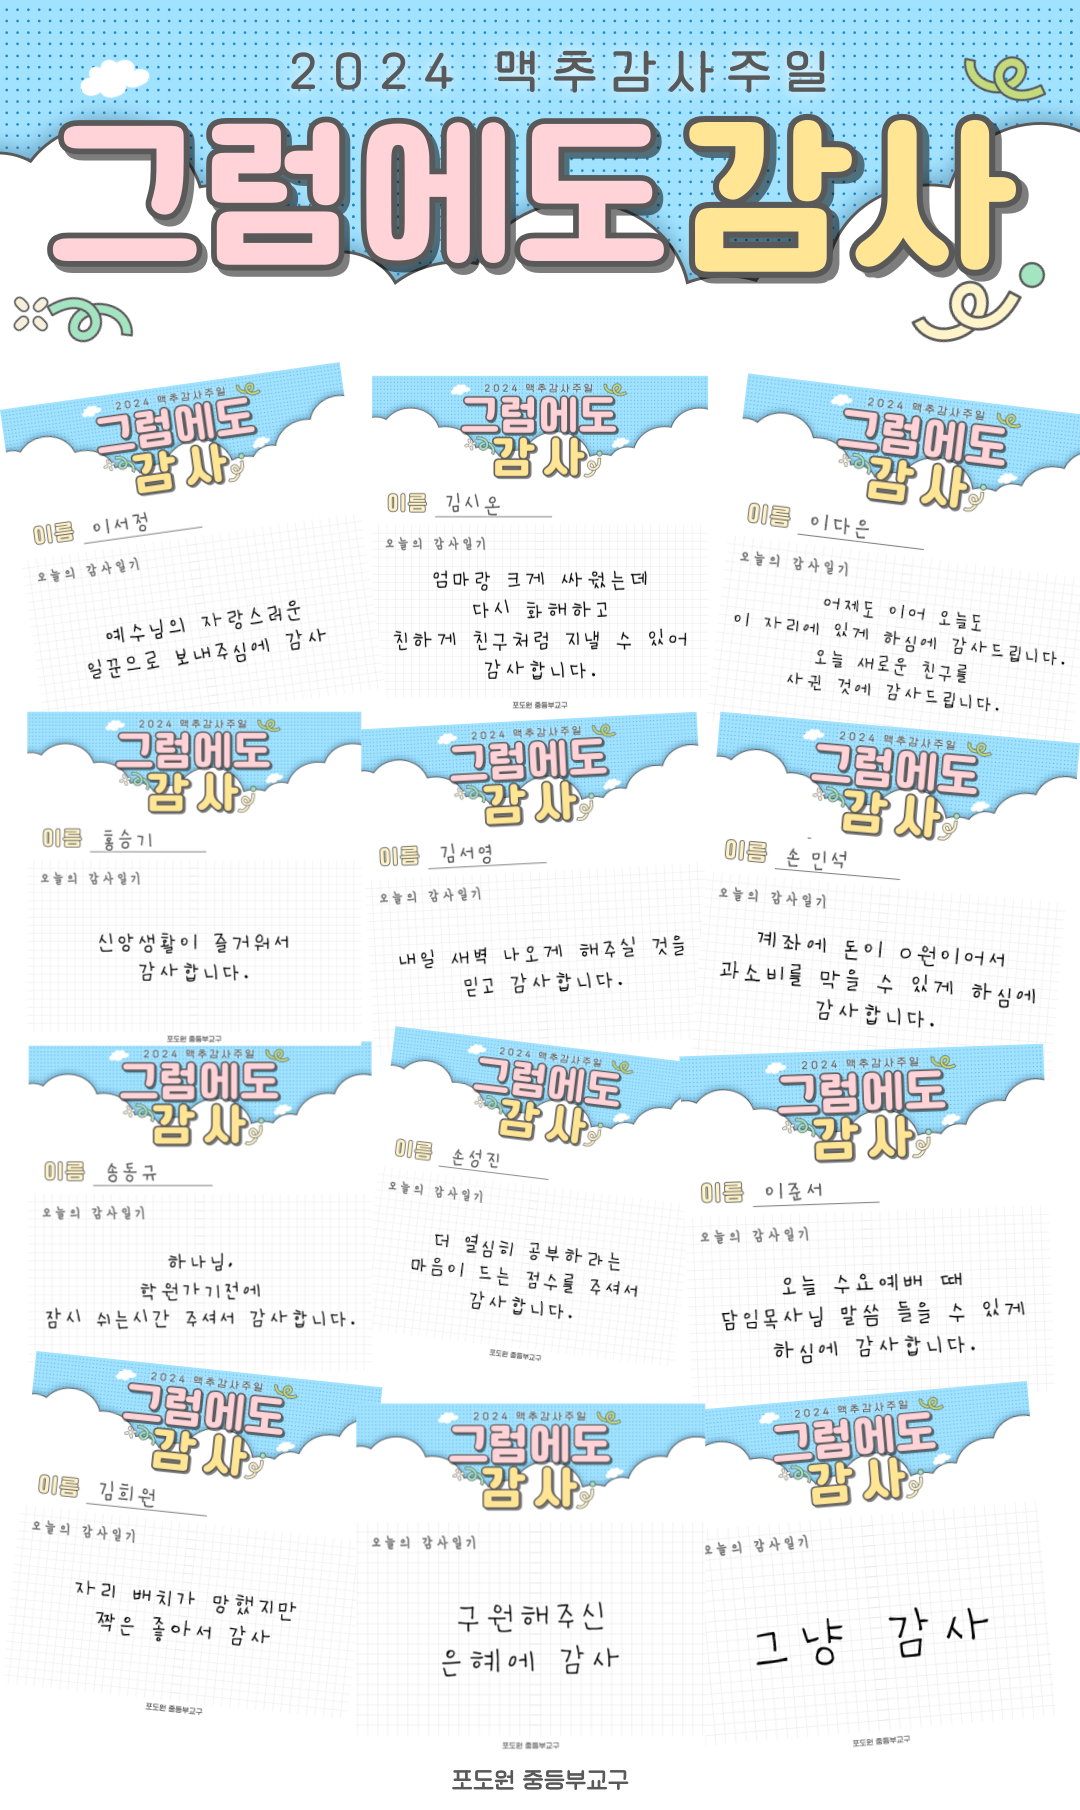 2024 맥추감사주일
그럼에도감사
2024 맥추감사주일
그럼에도
감사
이름 이서정
오늘의 감사일기
예수님의 자랑스러운
일꾼으로 보내주심에 감사
2024 맥추감사주일
그럼에도
감사
이름 김시온
오늘의 감사일기
엄마랑 크게 싸웠는데
다시 화해하고
친하게 친구처럼 지낼 수 있어
감사합니다.
포도원 중등부교구
2024 맥추감사주일
그럼에도
감사
이름 이다은
오늘의 감사일기
어제도 이어 오늘도
이 자리에 있게 하심에 감사드립니다.
오늘 새로운 친구를
사귄 것에 감사드립니다.
2024 맥추감사주일
그럼에도
감사
이름 홍승기
오늘의 감사일기
신앙생활이 즐거워서
감사합니다.
포도원 중등부교구
2024 맥추감사주일
그럼에도
감사
이름 김서영
오늘의 감사일기
내일 새벽 나오게 해주실 것을
믿고 감사합니다.
2024 맥추감사주일
그럼에도
감사
이름 손민석
오늘의 감사일기
계좌에 돈이 0원이어서
과소비를 막을 수 있게 하심에
감사합니다.
2024 맥추감사주일
그럼에도
감사
이름 송동규
오늘의 감사일기
하나님.
학원가기전에
잠시 쉬는시간 주셔서 감사합니다.
2024 맥추감사주일
그럼에도
감사
이름 손성진
오늘의 감사일기
더 열심히 공부하라는
마음이 드는 점수를 주셔서
감사합니다.
포도원 중등부교구
2024 맥추감사주일
그럼에도
감사
이름 이준서
오늘의 감사일기
오늘 수요예배 때
담임목사님 말씀 들을 수 있게
하심에 감사합니다.
2024 맥추감사주일
그럼에도
감사
이름 김희원
오늘의 감사일기
자리 배치가 망했지만
짝은 좋아서 감사
포도원 중등부교구
2024 맥추감사주일
그럼에도
감사
오늘의 감사일기
구원해주신
은혜에 감사
포도원 중등부교구
2024 맥추감사주일
그럼에도
감사
오늘의 감사일기
그냥 감사
포도원 중등부교구
포도원 중등부교구